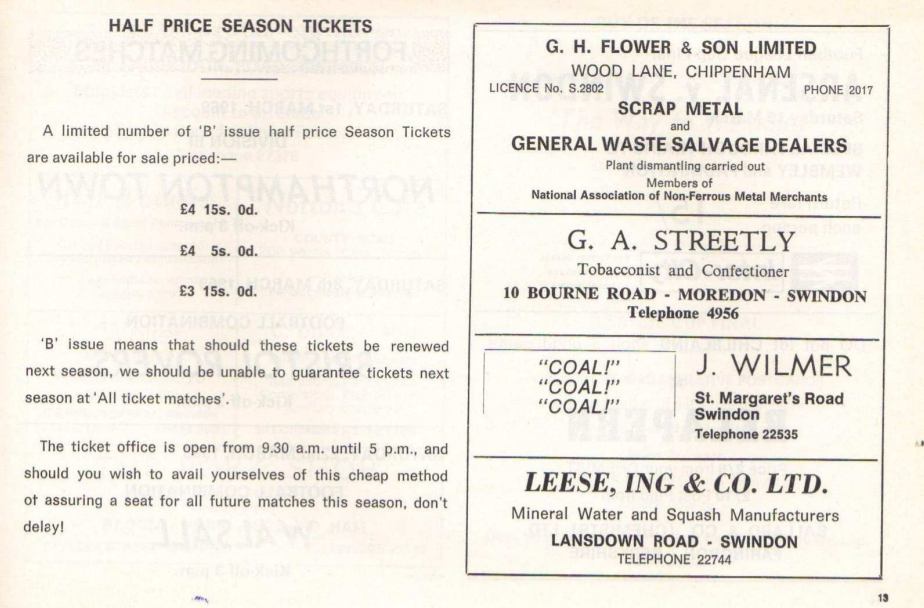 HALF PRICE SEASON TICKETS
A limited number of 'B' issue half price Season Tickets
are available for sale priced:—
£4 15s. 0d.
£4 5s. 0d.
£3 15s. 0d.
'B' issue means that should these tickets be renewed
next season, we should be unable to guarantee tickets next
season at 'All ticket matches'.
The ticket office is open from 9.30 a.m. until 5 p.m., and
should you wish to avail yourselves of this cheap method
of assuring a seat for all future matches this season, don't
delay!
G. H. FLOWER & SON LIMITED
WOOD LANE, CHIPPENHAM
LICENCE No. S.2802 PHONE 2017
SCRAP METAL
and
GENERAL WASTE SALVAGE DEALERS
Plant dismantling carried out
Members of
National Association of Non-Ferrous Metal Merchants
G. A. STREETLY
Tobacconist and Confectioner
10 BOURNE ROAD - MOREDON - SWINDON
Telephone 4956
"COAL!"
"COAL!"
"COAL!"
J. WILMER
St. Margaret's Road
Swindon
Telephone 22535
LEESE, ING & CO. LTD.
Mineral Water and Squash Manufacturers
LANSDOWN ROAD - SWINDON
TELEPHONE 22744
13